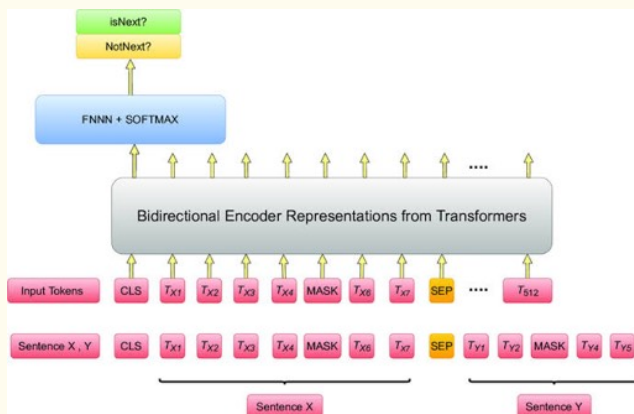 isNext?
NotNext?
FNNN + SOFTMAX
....
Bidirectional Encoder Representations from Transformers
Input Tokens CLS TX1 TX2 TX3 TX4 MASK TX6 TX7 SEP .... T512
Sentence X , Y CLS TX1 TX2 TX3 TX4 MASK TX6 TX7 SEP TY1 TY2 MASK TY4 TY5
Sentence X Sentence Y